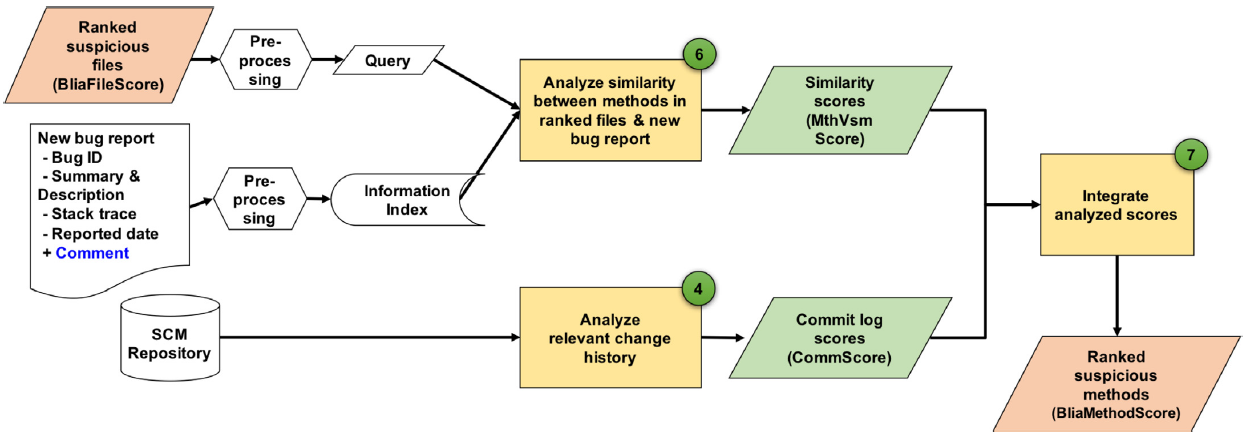 Ranked
suspicious
files
(BliaFileScore)
Pre-
proces
sing
Query
6
Analyze similarity
between methods in
ranked files & new
bug report
Similarity
scores
(MthVsm
Score)
New bug report
- Bug ID
- Summary &
Description
- Stack trace
- Reported date
+ Comment
Pre-
proces
sing
Information
Index
7
Integrate
analyzed scores
SCM
Repository
4
Analyze
relevant change
history
Commit log
scores
(CommScore)
Ranked
suspicious
methods
(BliaMethodScore)